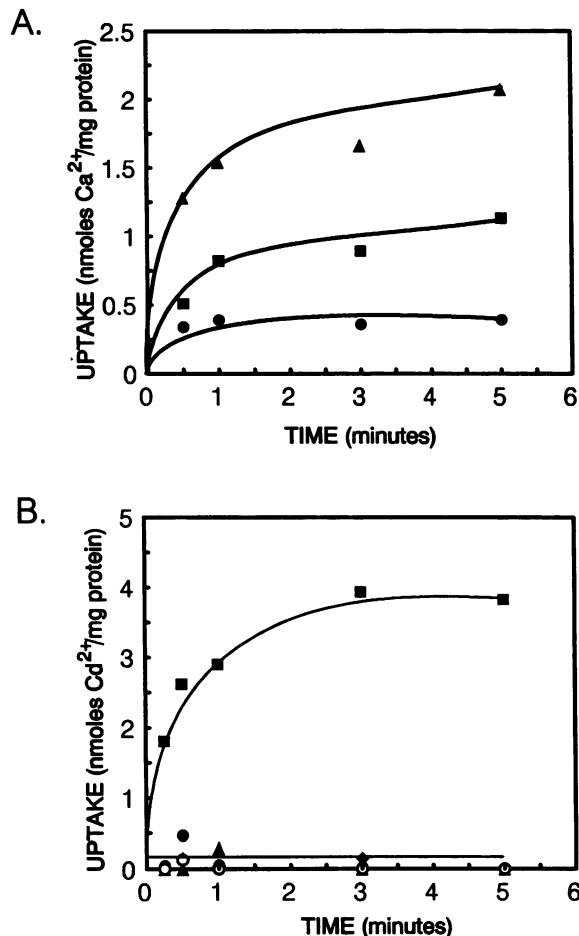 A.
UPTAKE (nmoles Ca²⁺/mg protein)
2.5
2
1.5
1
0.5
0
0 1 2 3 4 5 6
TIME (minutes)
B.
UPTAKE (nmoles Cd²⁺/mg protein)
5
4
3
2
1
0
0 1 2 3 4 5 6
TIME (minutes)